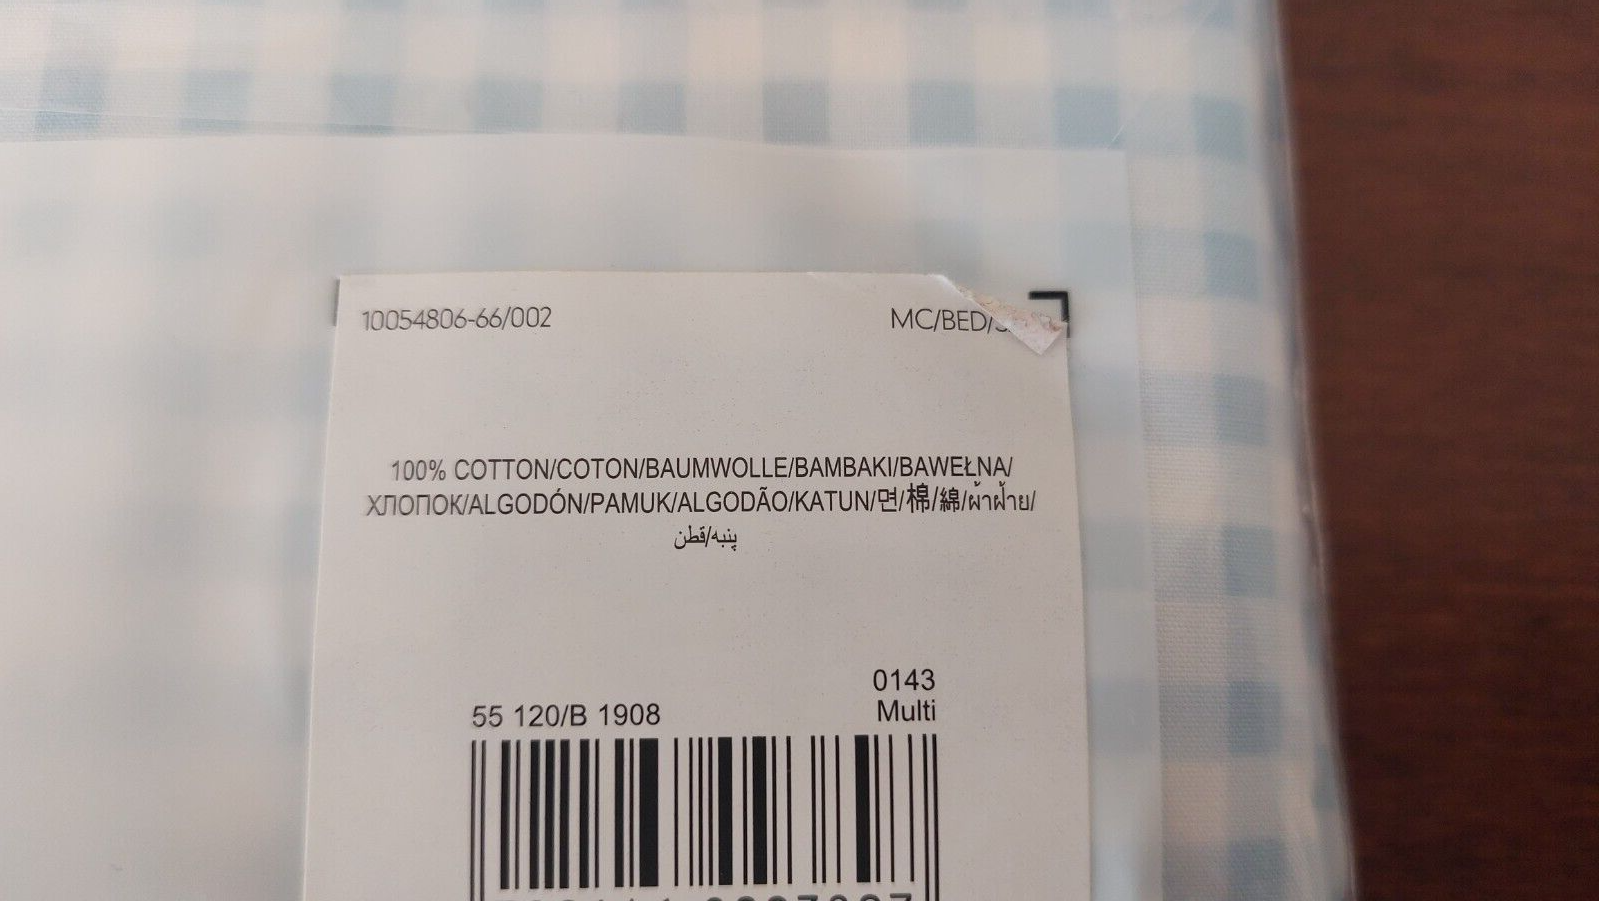 10054806-66/002
MC/BED/
100% COTTON/COTON/BAUMWOLLE/BAMBAKI/BAWEŁNA/
ХЛОПОК/ALGODÓN/PAMUK/ALGODÃO/KATUN/면/棉/綿/ผ้าฝ้าย/
پنبه/قطن
0143
55 120/B 1908
Multi